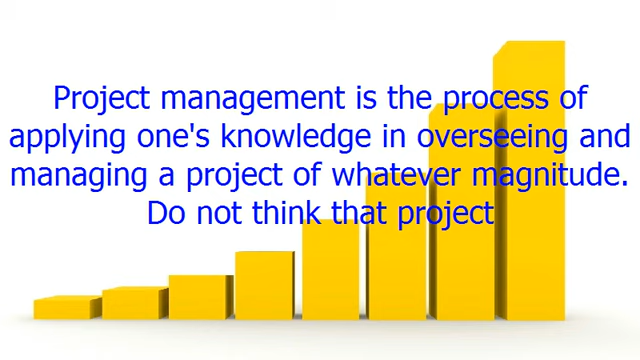 Project management is the process of
applying one's knowledge in overseeing and
managing a project of whatever magnitude.
Do not think that project